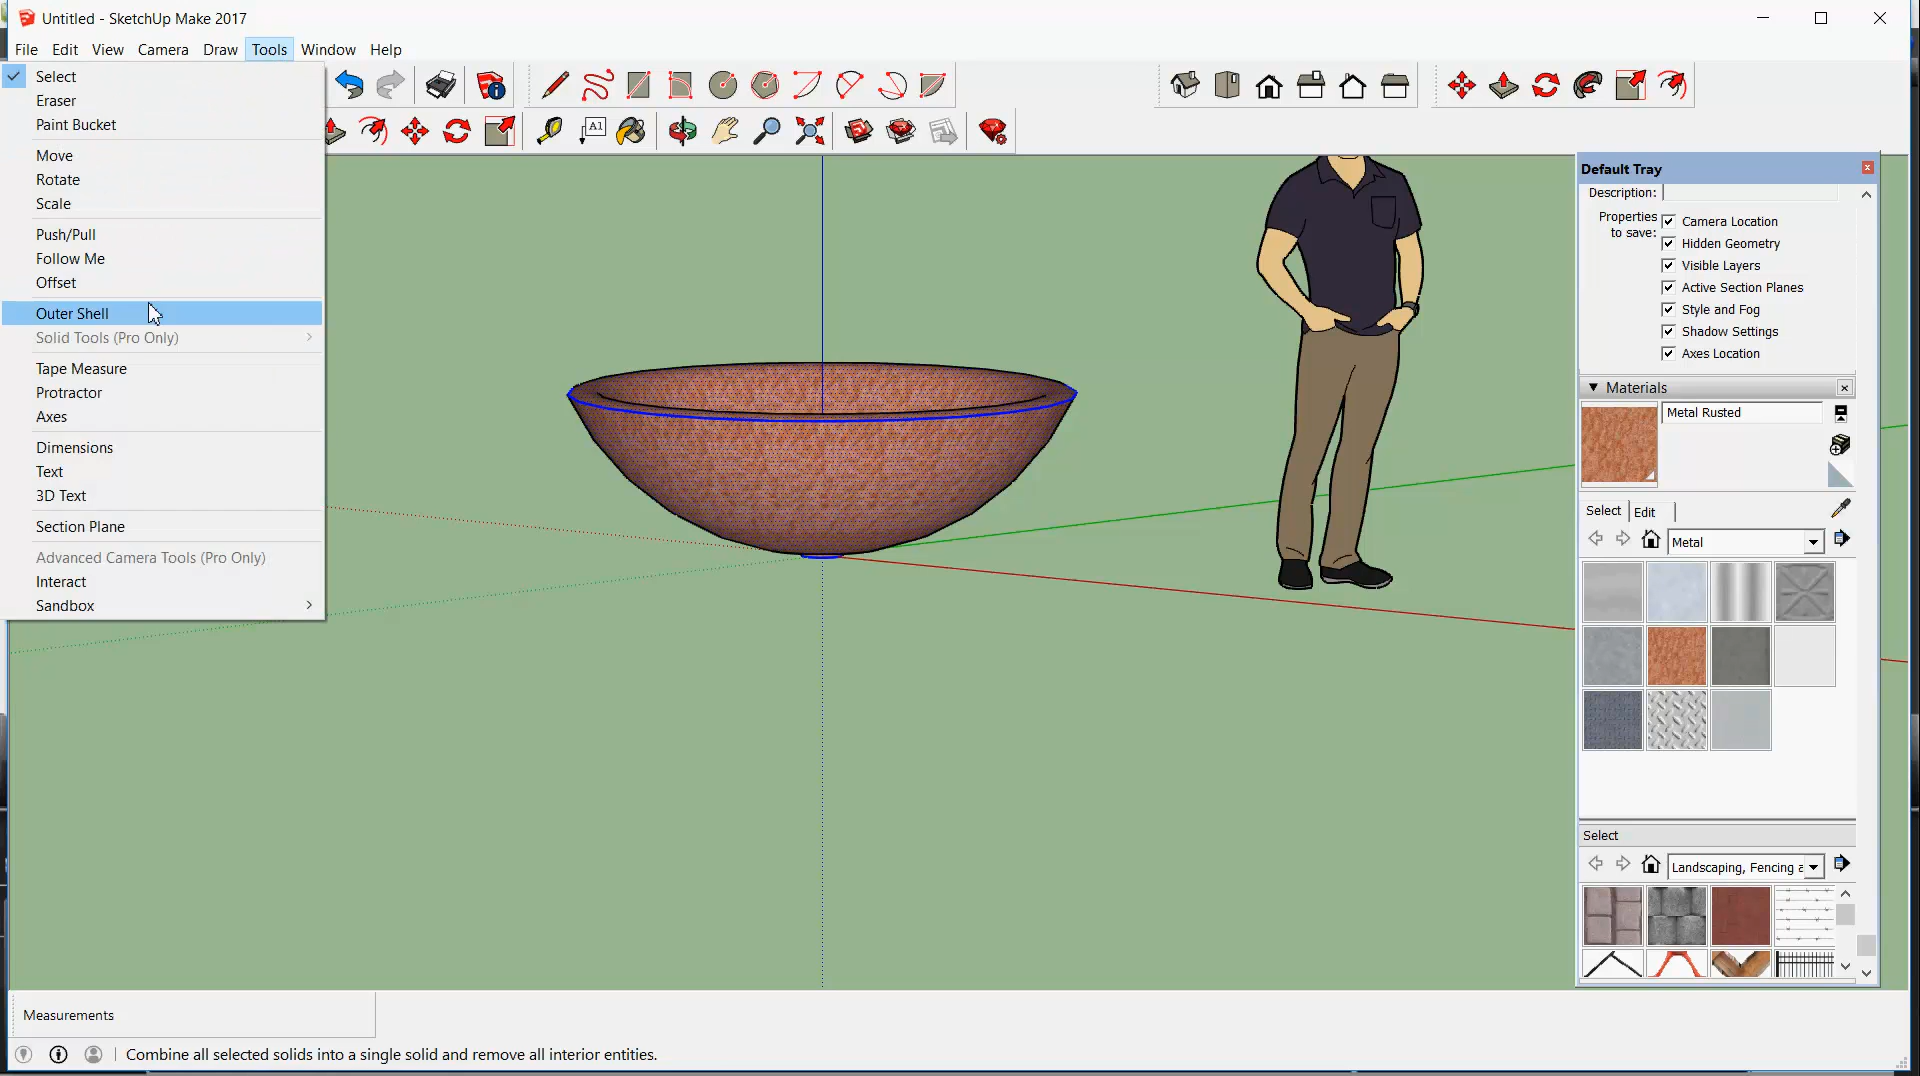 Untitled - SketchUp Make 2017
File Edit View Camera Draw Tools Window Help
Select
Eraser
Paint Bucket
Move
Rotate
Scale
Push/Pull
Follow Me
Offset
Outer Shell
Solid Tools (Pro Only)
Tape Measure
Protractor
Axes
Dimensions
Text
3D Text
Section Plane
Advanced Camera Tools (Pro Only)
Interact
Sandbox
A1
Default Tray
Description:
Properties to save:
Camera Location
Hidden Geometry
Visible Layers
Active Section Planes
Style and Fog
Shadow Settings
Axes Location
Materials
Metal Rusted
Select Edit
Metal
Select
Landscaping, Fencing a
Measurements
Combine all selected solids into a single solid and remove all interior entities.